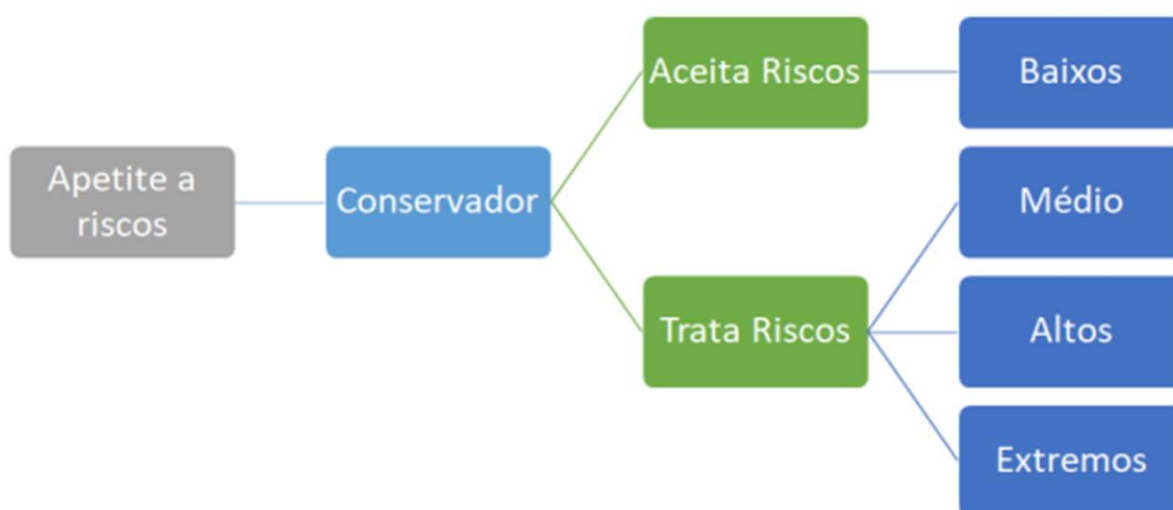 Apetite a
riscos
Conservador
Aceita Riscos
Baixos
Trata Riscos
Médio
Altos
Extremos